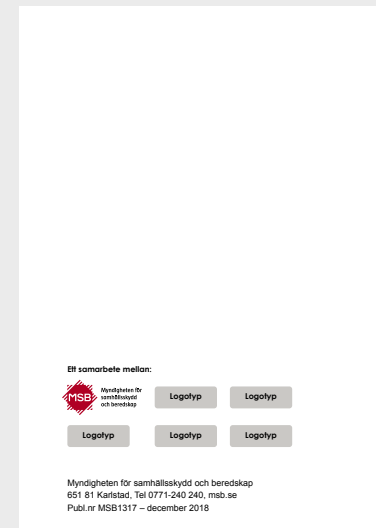 Ett samarbete mellan:
MSB
Myndigheten för
samhällsskydd
och beredskap
Logotyp
Logotyp
Logotyp
Logotyp
Logotyp
Myndigheten för samhällsskydd och beredskap
651 81 Karlstad, Tel 0771-240 240, msb.se
Publ.nr MSB1317 – december 2018